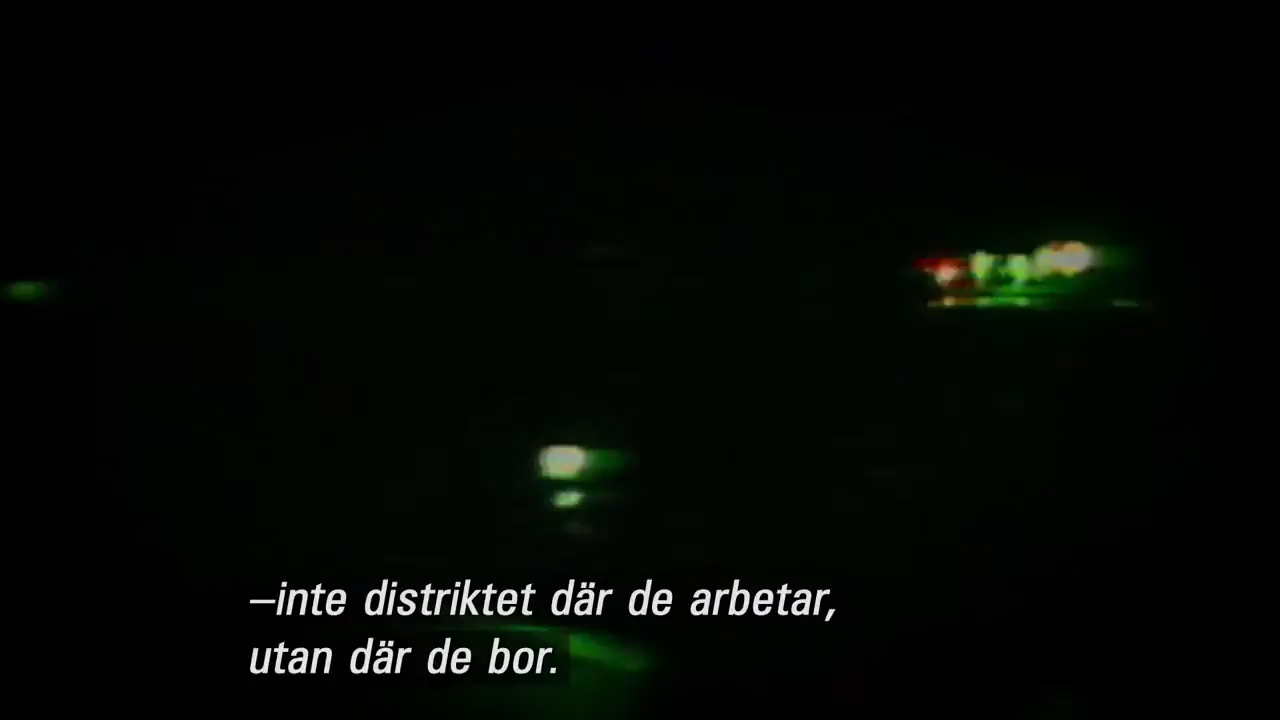 –inte distriktet där de arbetar,
utan där de bor.